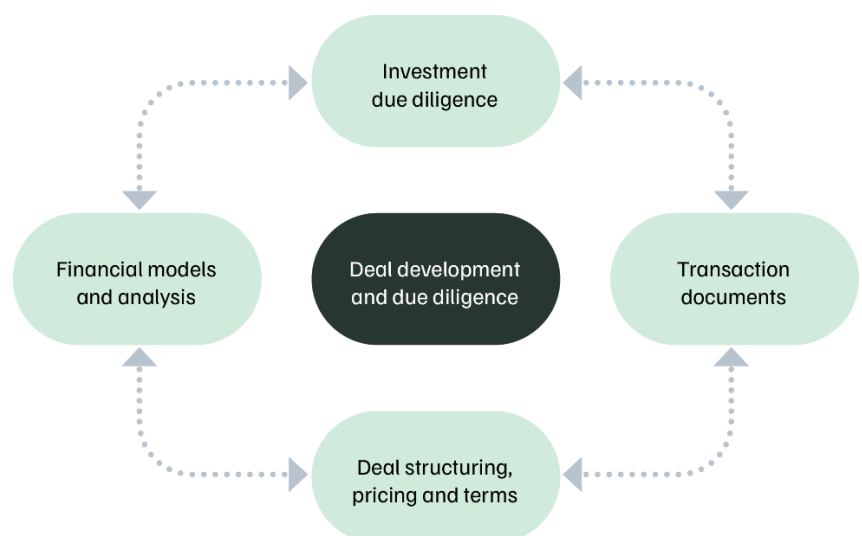 Investment
due diligence
Financial models
and analysis
Deal development
and due diligence
Transaction
documents
Deal structuring,
pricing and terms